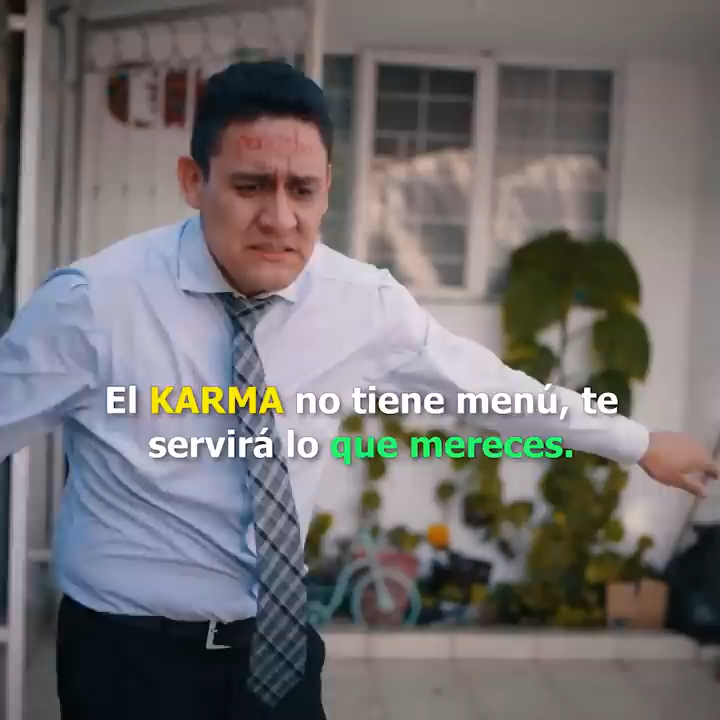 El KARMA no tiene menú, te
servirá lo que mereces.